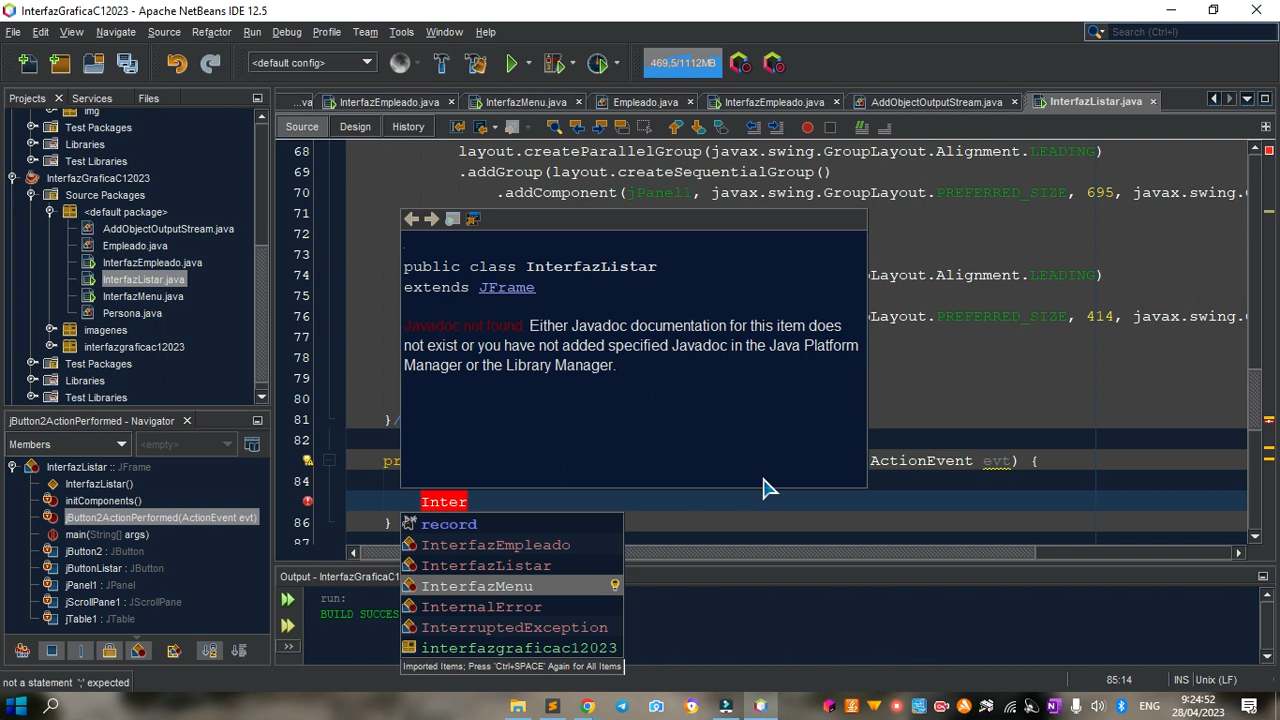 InterfazGraficaC12023 - Apache NetBeans IDE 12.5
File Edit View Navigate Source Refactor Run Debug Profile Team Tools Window Help
Search (Ctrl+I)
<default config>
469,5/1112MB
Projects Services Files
...va InterfazEmpleado.java InterfazMenu.java Empleado.java InterfazEmpleado.java AddObjectOutputStream.java InterfazListar.java
Source Design History
img
Test Packages
Libraries
Test Libraries
InterfazGraficaC12023
Source Packages
<default package>
AddObjectOutputStream.java
Empleado.java
InterfazEmpleado.java
InterfazListar.java
InterfazMenu.java
Persona.java
imagenes
interfazgraficac12023
Test Packages
Libraries
Test Libraries
68 layout.createParallelGroup(javax.swing.GroupLayout.Alignment.LEADING)
69 .addGroup(layout.createSequentialGroup()
70 .addComponent(jPanel1, javax.swing.GroupLayout.PREFERRED_SIZE, 695, javax.swing.G
71
72
73
74 pLayout.Alignment.LEADING)
75
76 pLayout.PREFERRED_SIZE, 414, javax.swing.G
77
78
79
80
81 }/
82
pr ActionEvent evt) {
84
Inter
86 }
87
public class InterfazListar
extends JFrame
Javadoc not found. Either Javadoc documentation for this item does
not exist or you have not added specified Javadoc in the Java Platform
Manager or the Library Manager.
record
InterfazEmpleado
InterfazListar
InterfazMenu
InternalError
InterruptedException
interfazgraficac12023
Imported Items; Press 'Ctrl+SPACE' Again for All Items
jButton2ActionPerformed - Navigator
Members <empty>
InterfazListar :: JFrame
InterfazListar()
initComponents()
jButton2ActionPerformed(ActionEvent evt)
main(String[] args)
jButton2 : JButton
jButtonListar : JButton
jPanel1 : JPanel
jScrollPane1 : JScrollPane
jTable1 : JTable
Output - InterfazGraficaC1
run:
BUILD SUCCES
not a statement ';' expected
85:14 INS Unix (LF)
ENG
9:24:52
28/04/2023